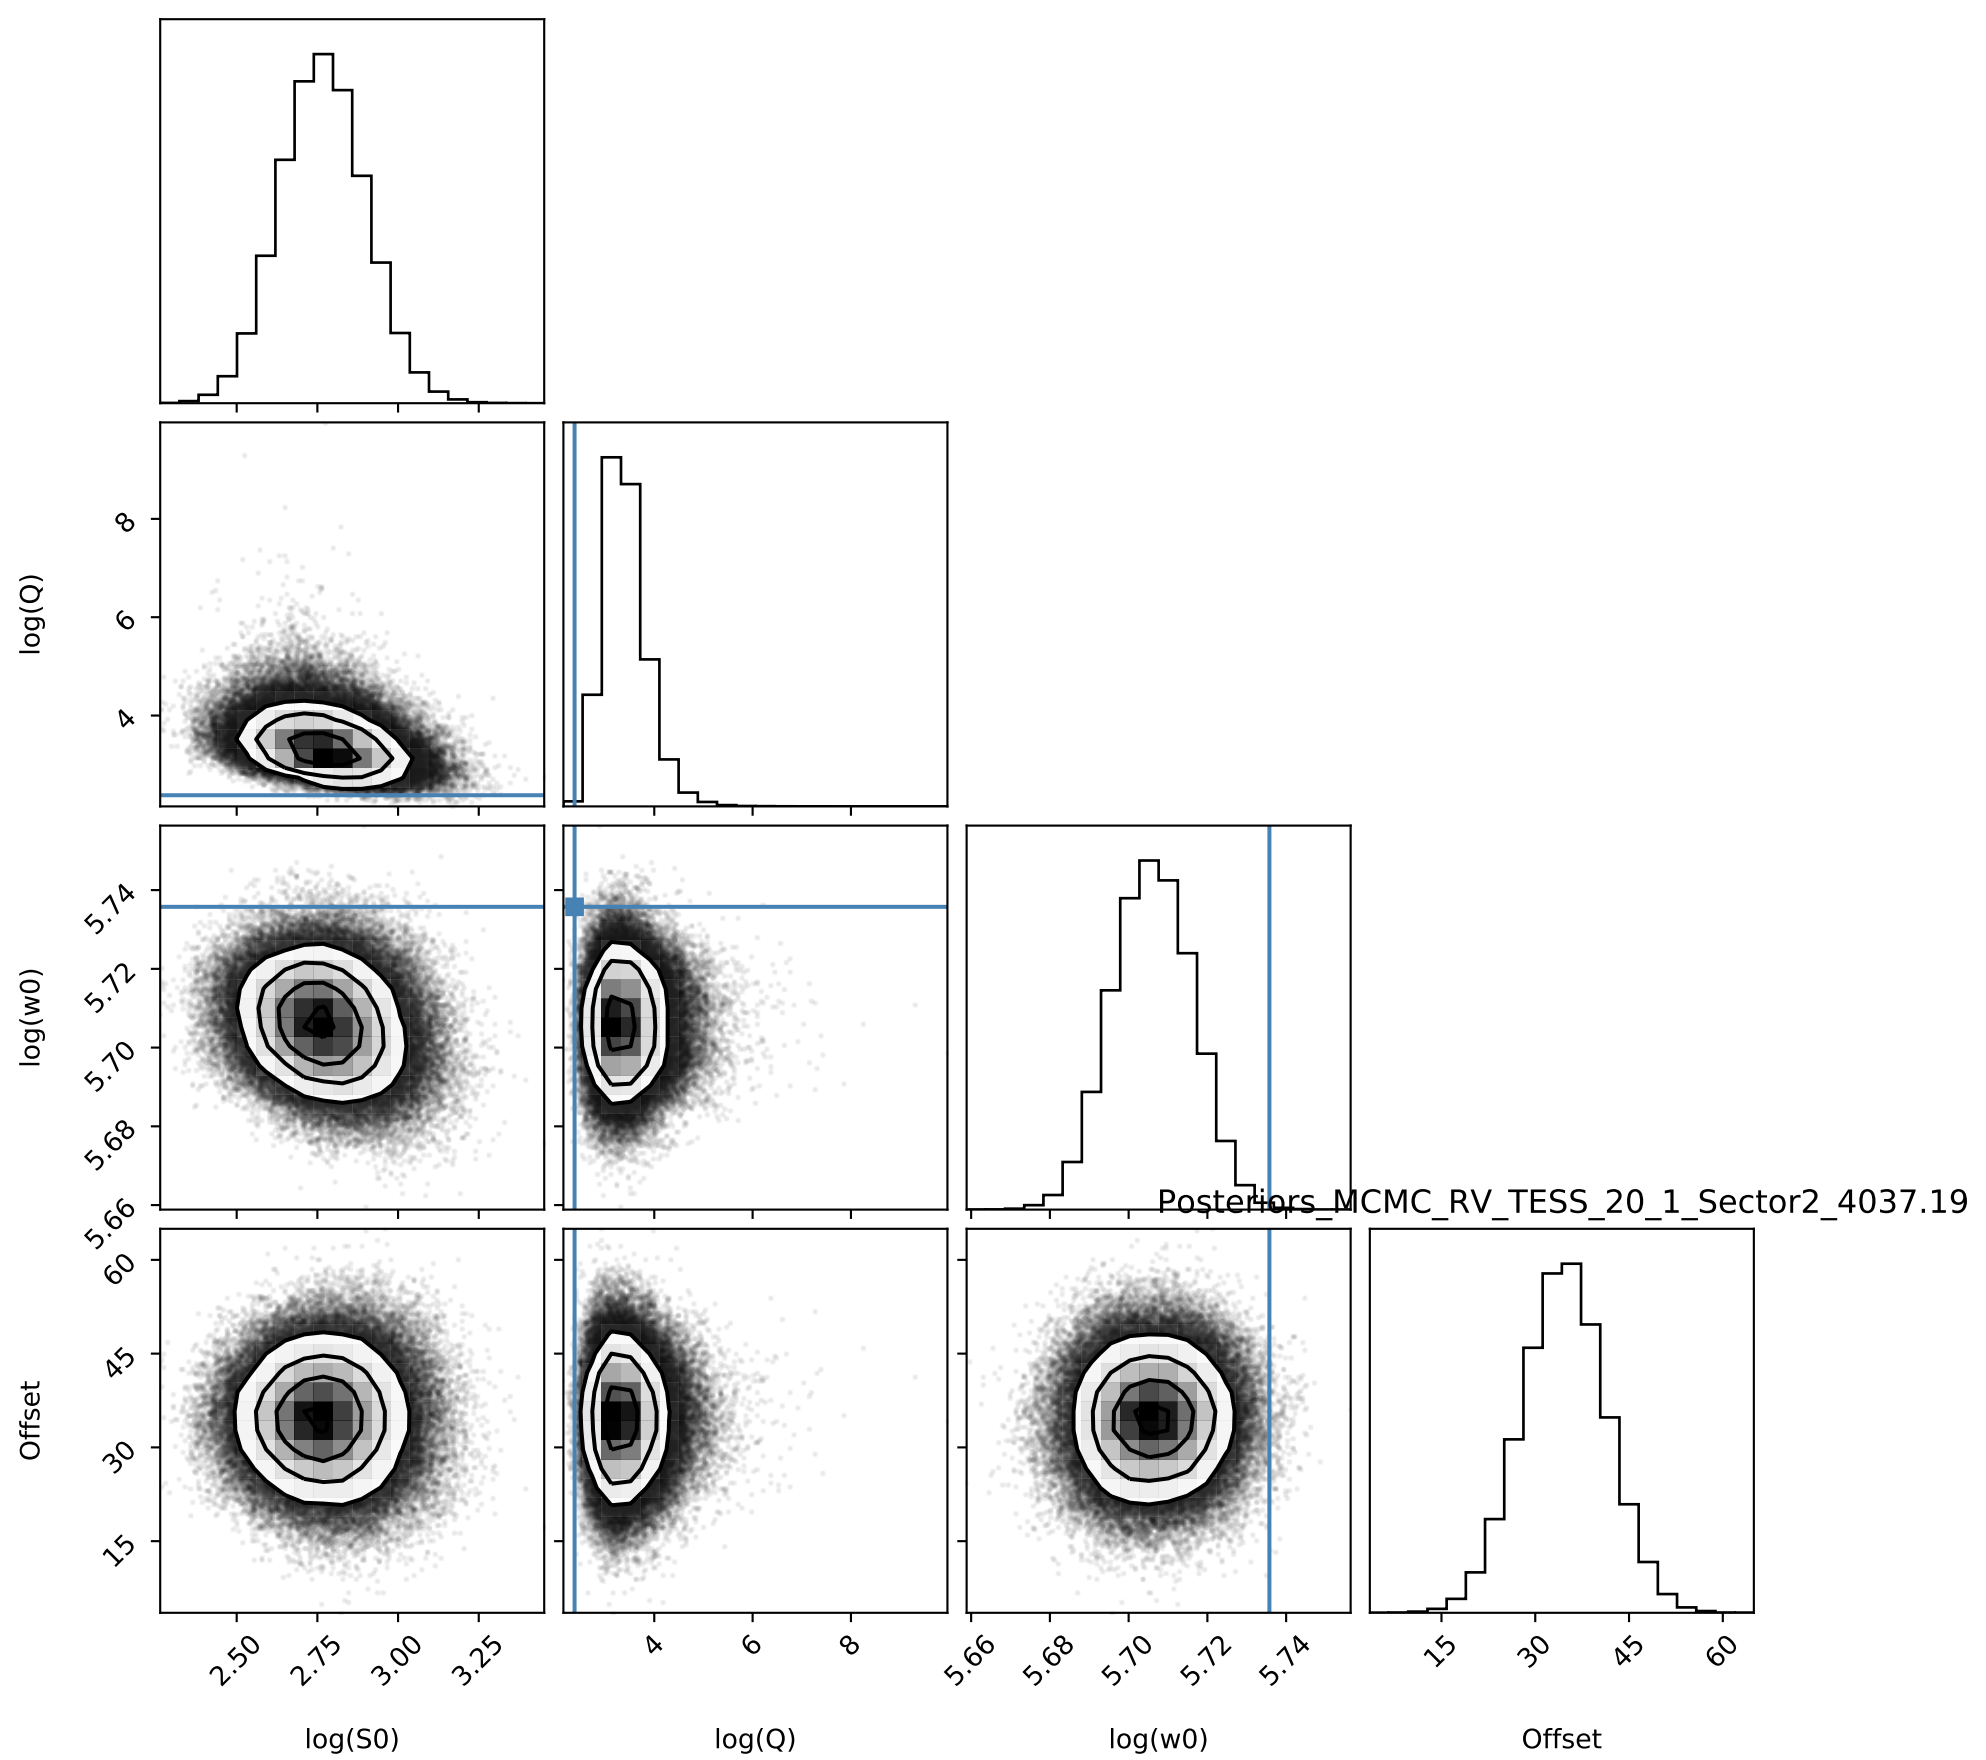 8
6
4
log(Q)
5.74
5.72
5.70
5.68
5.66
log(w0)
Posteriors_MCMC_RV_TESS_20_1_Sector2_4037.19
60
45
30
15
Offset
2.50 2.75 3.00 3.25
4 6 8
5.66 5.68 5.70 5.72 5.74
15 30 45 60
log(S0) log(Q) log(w0) Offset